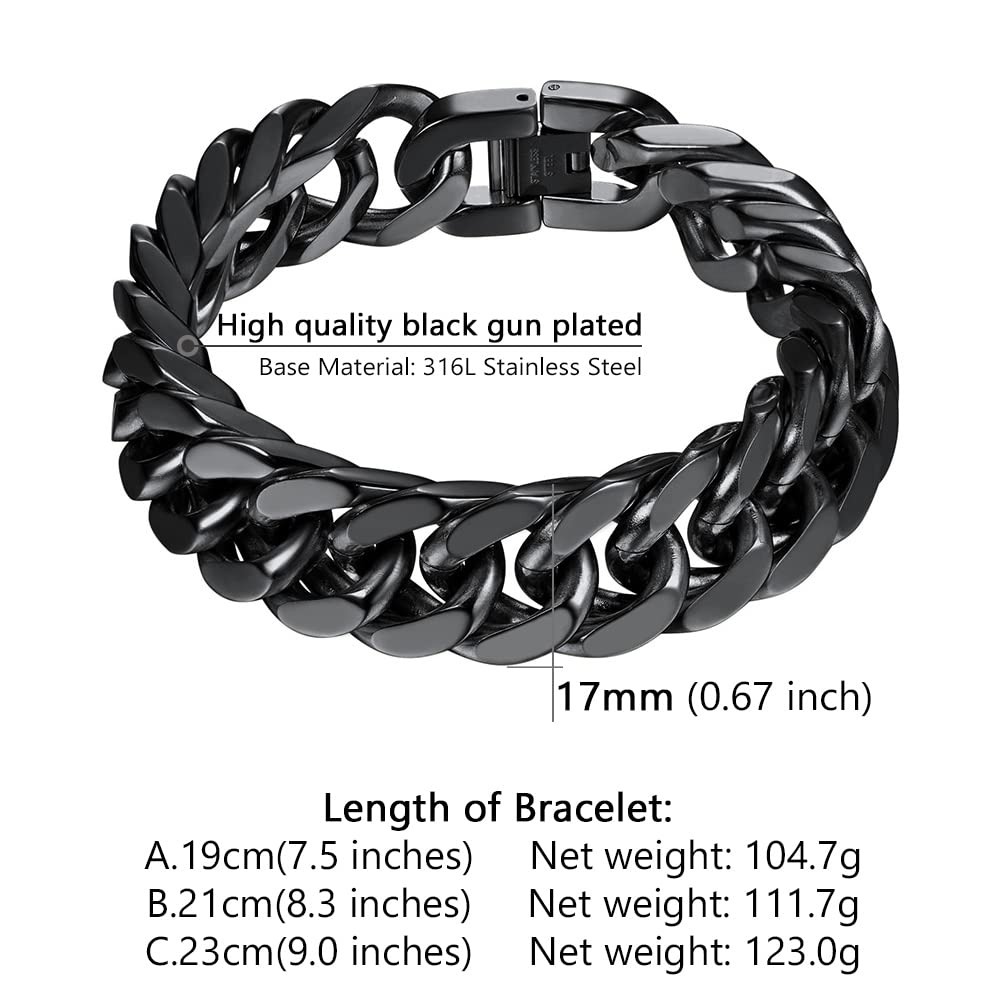 STAINLESS
STEEL
High quality black gun plated
Base Material: 316L Stainless Steel
17mm (0.67 inch)
Length of Bracelet:
A.19cm(7.5 inches) Net weight: 104.7g
B.21cm(8.3 inches) Net weight: 111.7g
C.23cm(9.0 inches) Net weight: 123.0g